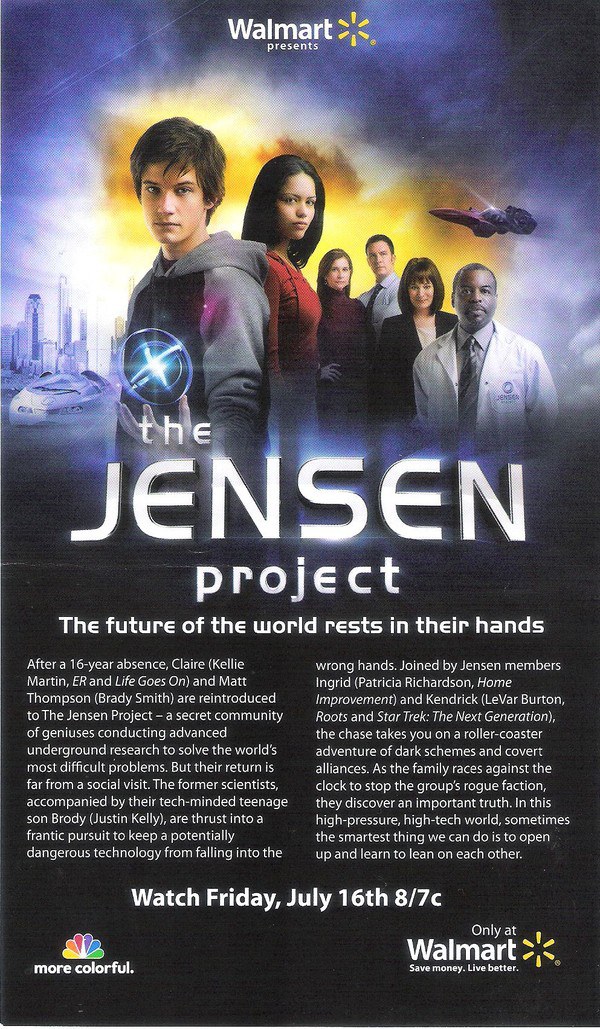 Walmart
presents
JENSEN
the
JENSEN
project
The future of the world rests in their hands
After a 16-year absence, Claire (Kellie
Martin, ER and Life Goes On) and Matt
Thompson (Brady Smith) are reintroduced
to The Jensen Project – a secret community
of geniuses conducting advanced
underground research to solve the world's
most difficult problems. But their return is
far from a social visit. The former scientists,
accompanied by their tech-minded teenage
son Brody (Justin Kelly), are thrust into a
frantic pursuit to keep a potentially
dangerous technology from falling into the
wrong hands. Joined by Jensen members
Ingrid (Patricia Richardson, Home
Improvement) and Kendrick (LeVar Burton,
Roots and Star Trek: The Next Generation),
the chase takes you on a roller-coaster
adventure of dark schemes and covert
alliances. As the family races against the
clock to stop the group's rogue faction,
they discover an important truth. In this
high-pressure, high-tech world, sometimes
the smartest thing we can do is to open
up and learn to lean on each other.
Watch Friday, July 16th 8/7c
more colorful.
Only at
Walmart
Save money. Live better.